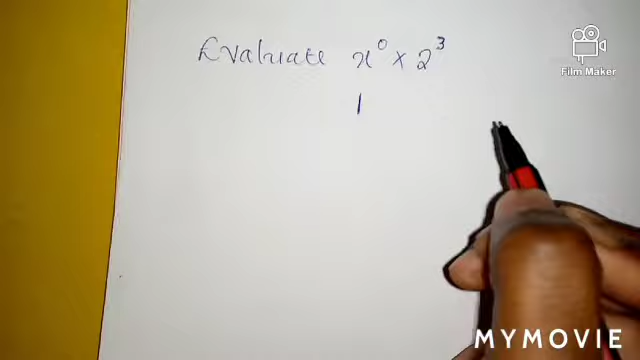 Evaluate x⁰ × 2³
1
Film Maker
MYMOVIE